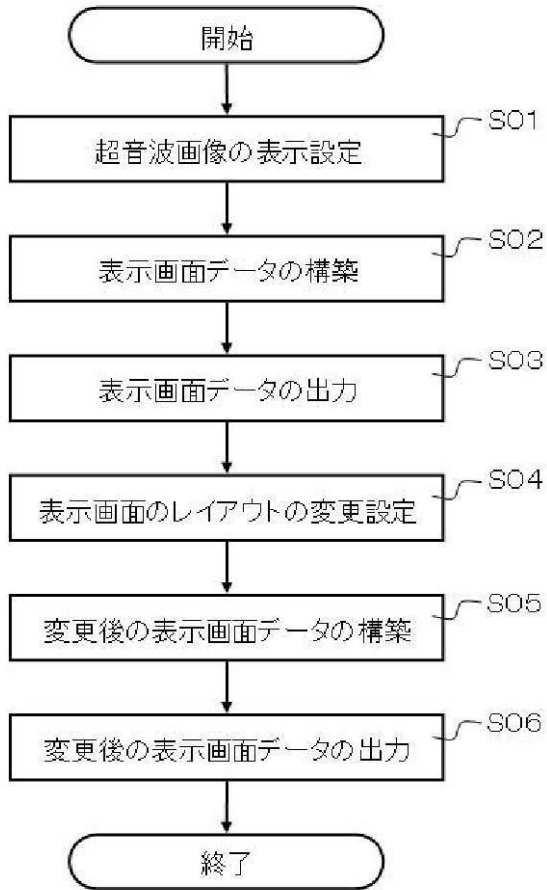 開始
超音波画像の表示設定
S01
表示画面データの構築
S02
表示画面データの出力
S03
表示画面のレイアウトの変更設定
S04
変更後の表示画面データの構築
S05
変更後の表示画面データの出力
S06
終了